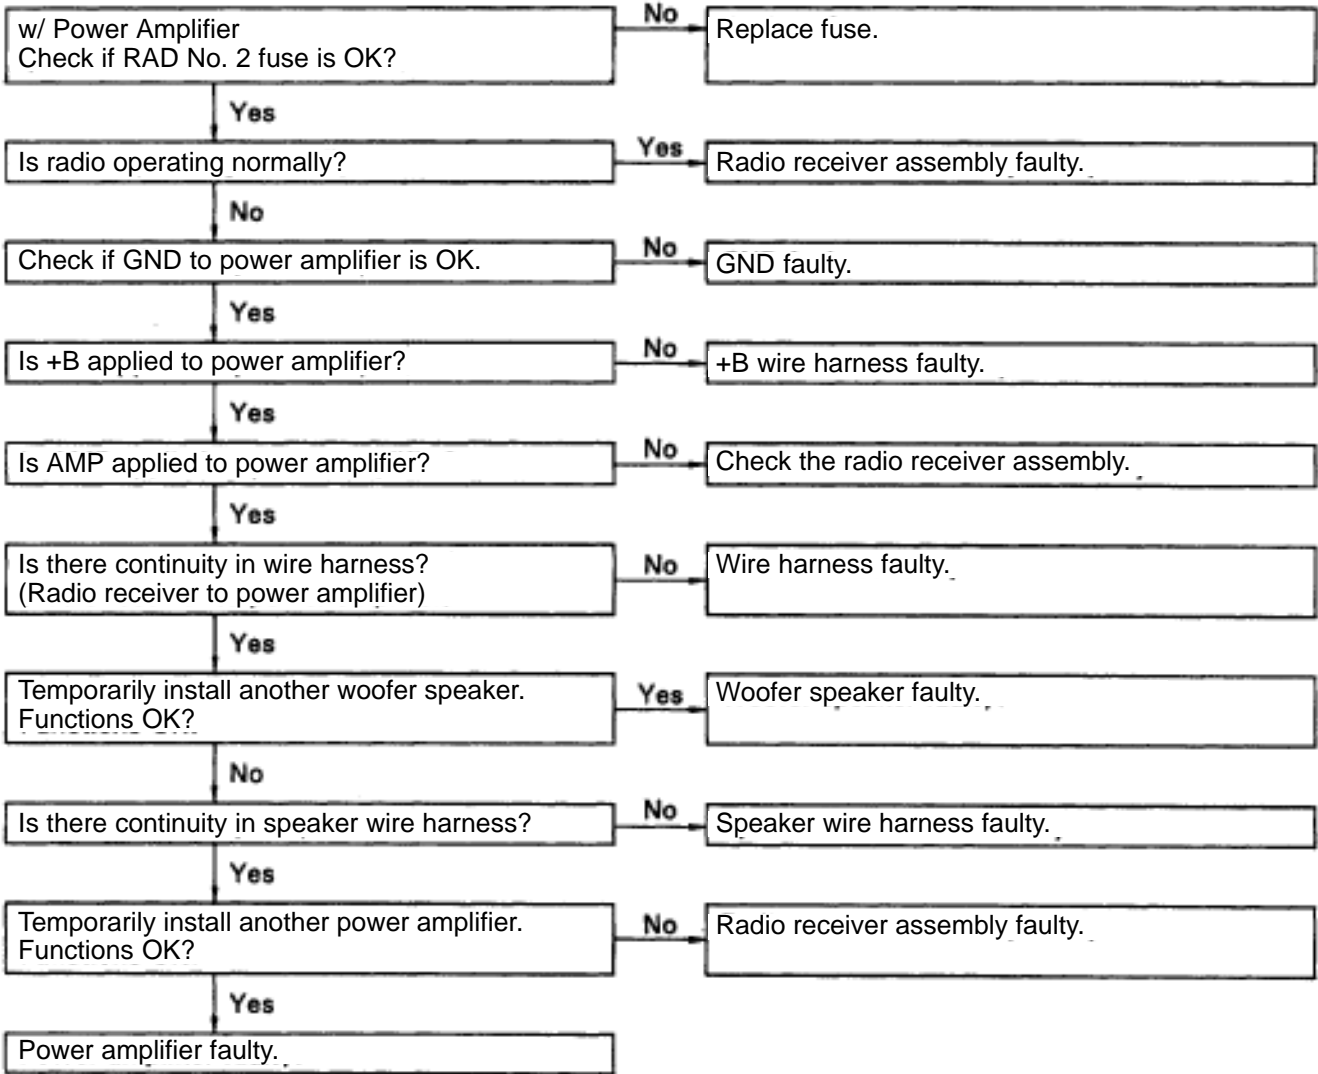 w/ Power Amplifier
Check if RAD No. 2 fuse is OK?
No
Replace fuse.
Yes
Is radio operating normally?
Yes
Radio receiver assembly faulty.
No
Check if GND to power amplifier is OK.
No
GND faulty.
Yes
Is +B applied to power amplifier?
No
+B wire harness faulty.
Yes
Is AMP applied to power amplifier?
No
Check the radio receiver assembly.
Yes
Is there continuity in wire harness?
(Radio receiver to power amplifier)
No
Wire harness faulty.
Yes
Temporarily install another woofer speaker.
Functions OK?
Yes
Woofer speaker faulty.
No
Is there continuity in speaker wire harness?
No
Speaker wire harness faulty.
Yes
Temporarily install another power amplifier.
Functions OK?
No
Radio receiver assembly faulty.
Yes
Power amplifier faulty.